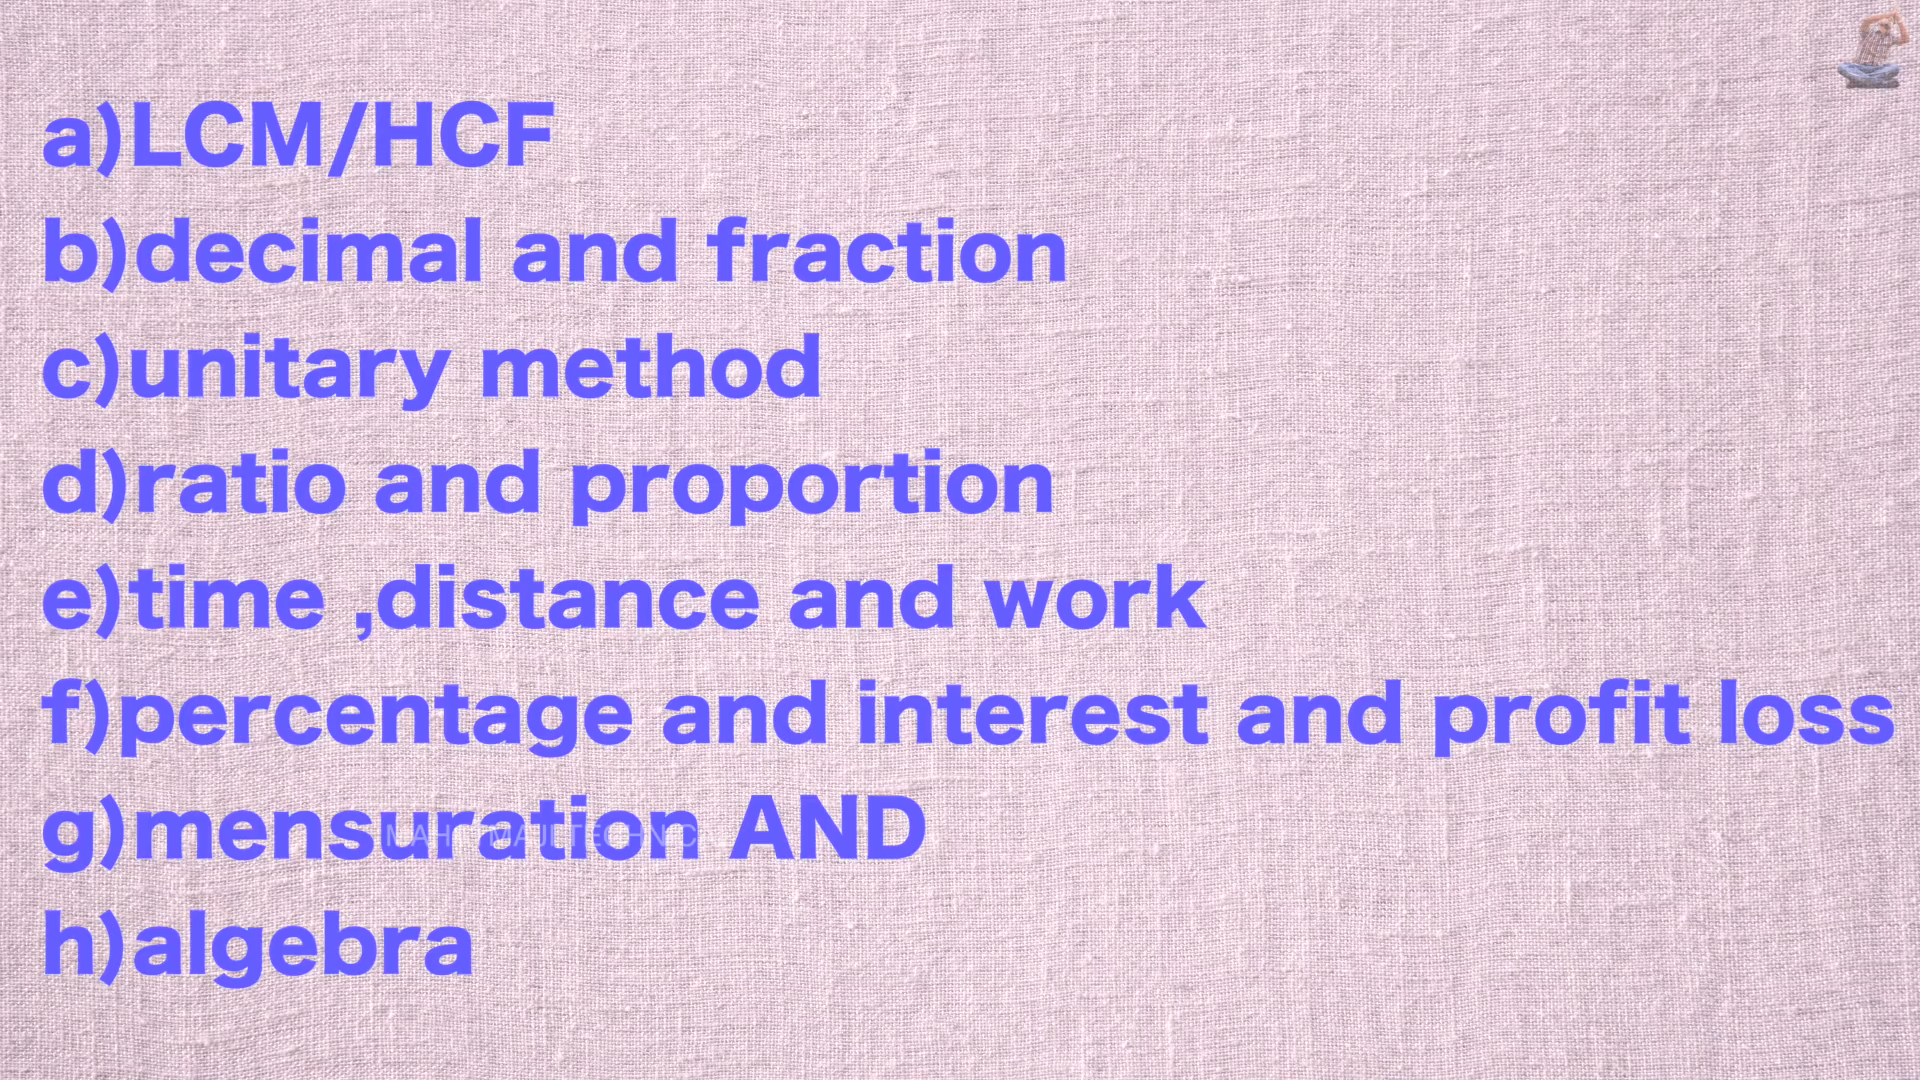 a)LCM/HCF
b)decimal and fraction
c)unitary method
d)ratio and proportion
e)time ,distance and work
f)percentage and interest and profit loss
g)mensuration AND
h)algebra